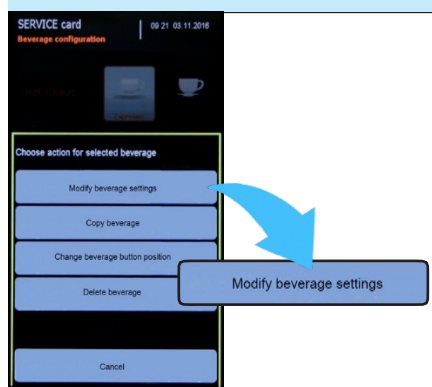 SERVICE card
09 21 03.11.2016
Beverage configuration
Espresso
Choose action for selected beverage
Modify beverage settings
Copy beverage
Change beverage button position
Modify beverage settings
Delete beverage
Cancel